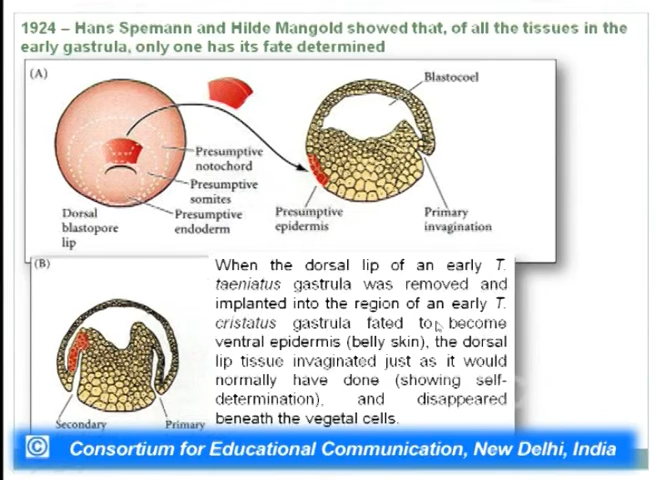 1924 – Hans Spemann and Hilde Mangold showed that, of all the tissues in the
early gastrula, only one has its fate determined
(A)
Blastocoel
Presumptive
notochord
Presumptive
somites
Presumptive
endoderm
Dorsal
blastopore
lip
Presumptive
epidermis
Primary
invagination
(B)
When the dorsal lip of an early T.
taeniatus gastrula was removed and
implanted into the region of an early T.
cristatus gastrula fated to become
ventral epidermis (belly skin), the dorsal
lip tissue invaginated just as it would
normally have done (showing self-
determination), and disappeared
beneath the vegetal cells.
Secondary
Primary
© Consortium for Educational Communication, New Delhi, India